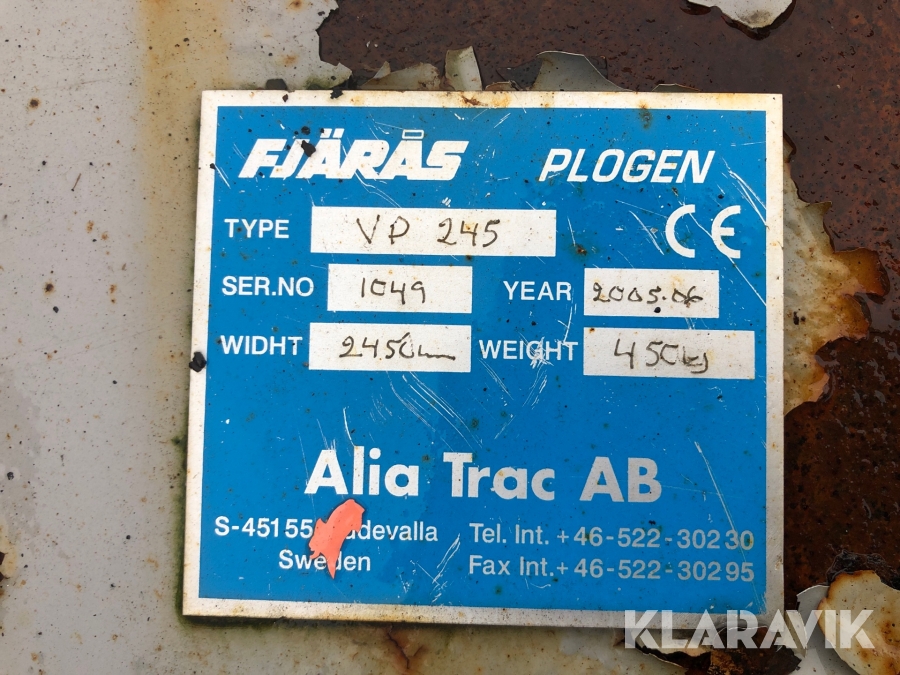 FJÄRÅS PLOGEN
TYPE VP 245 CE
SER.NO 1049 YEAR 2005.06
WIDHT 2450mm WEIGHT 450kg
Alia Trac AB
S-451 55 Tel. Int. +46-522-302 30
Sweden Fax Int. +46-522-302 95
KLARAVIK